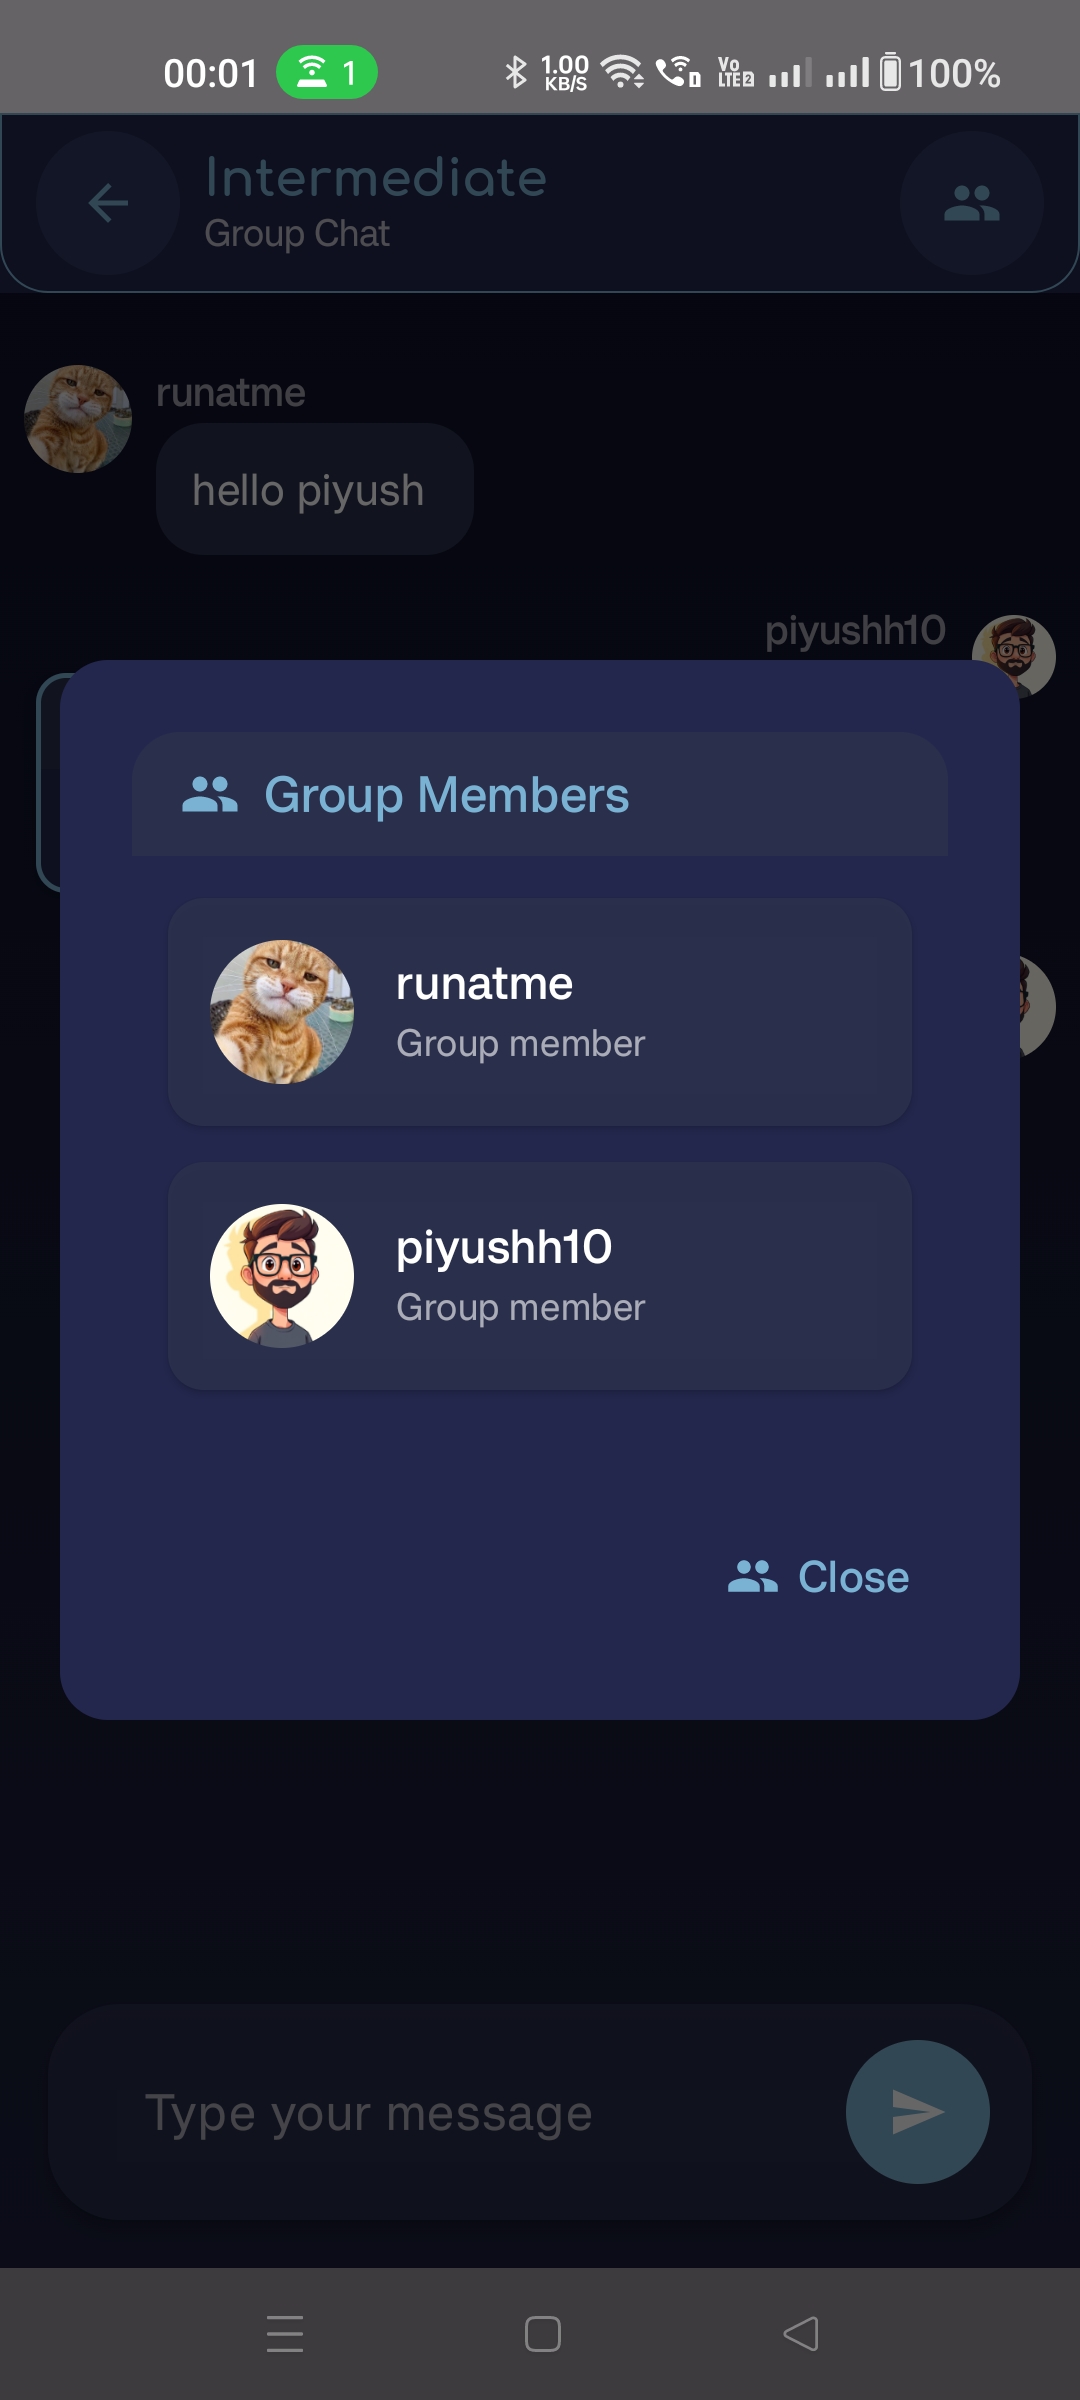 00:01 1 1.00 KB/S Vo LTE2 100%
Intermediate
Group Chat
runatme
hello piyush
piyushh10
Group Members
runatme
Group member
piyushh10
Group member
Close
Type your message